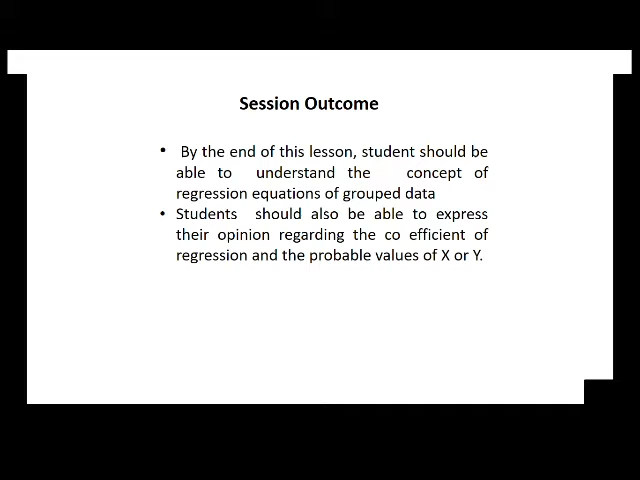 Session Outcome
• By the end of this lesson, student should be
able to understand the concept of
regression equations of grouped data
• Students should also be able to express
their opinion regarding the co efficient of
regression and the probable values of X or Y.